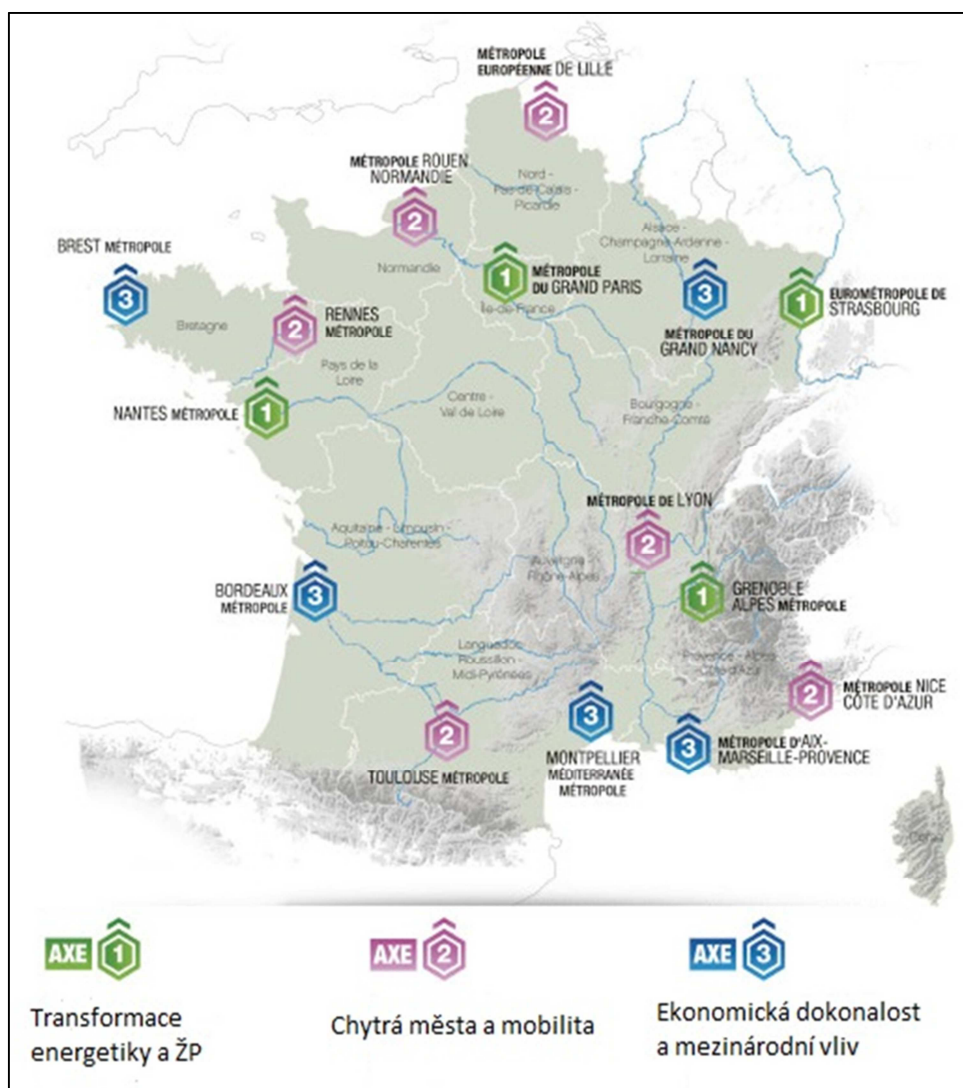 MÉTROPOLE
EUROPÉENNE DE LILLE
2
MÉTROPOLE ROUEN
NORMANDIE
2
Nord -
Pas-de-Calais -
Picardie
BREST MÉTROPOLE
3
Normandie
1
MÉTROPOLE
DU GRAND PARIS
Île-de-France
Alsace -
Champagne-Ardenne -
Lorraine
3
MÉTROPOLE DU
GRAND NANCY
1
EUROMÉTROPOLE DE
STRASBOURG
Bretagne
2
RENNES
MÉTROPOLE
Pays de la
Loire
NANTES MÉTROPOLE
1
Centre -
Val de Loire
Bourgogne -
Franche-Comté
MÉTROPOLE DE LYON
2
Aquitaine - Limousin -
Poitou-Charentes
Auvergne -
Rhône-Alpes
BORDEAUX
MÉTROPOLE
3
1
GRENOBLE
ALPES MÉTROPOLE
Languedoc
Roussillon -
Midi-Pyrénées
Provence - Alpes
Côte d'Azur
2
MÉTROPOLE NICE
CÔTE D'AZUR
2
TOULOUSE MÉTROPOLE
3
MONTPELLIER
MÉDITERRANÉE
MÉTROPOLE
3
MÉTROPOLE D'AIX-
MARSEILLE-PROVENCE
AXE 1
Transformace
energetiky a ŽP
AXE 2
Chytrá města a mobilita
AXE 3
Ekonomická dokonalost
a mezinárodní vliv